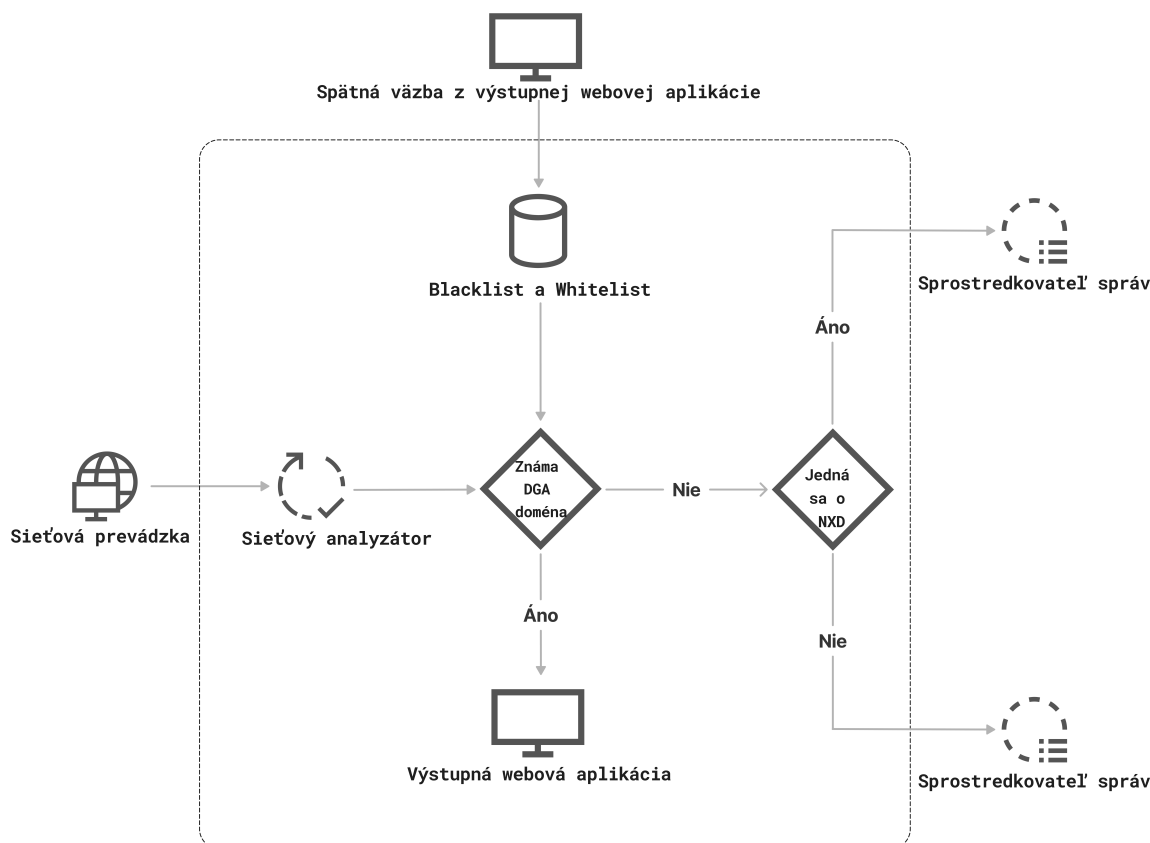 Spätná väzba z výstupnej webovej aplikácie
Blacklist a Whitelist
Sprostredkovateľ správ
Áno
Známa
DGA
doména
Nie
Jedná
sa o
NXD
Sieťová prevádzka
Sieťový analyzátor
Áno
Nie
Výstupná webová aplikácia
Sprostredkovateľ správ